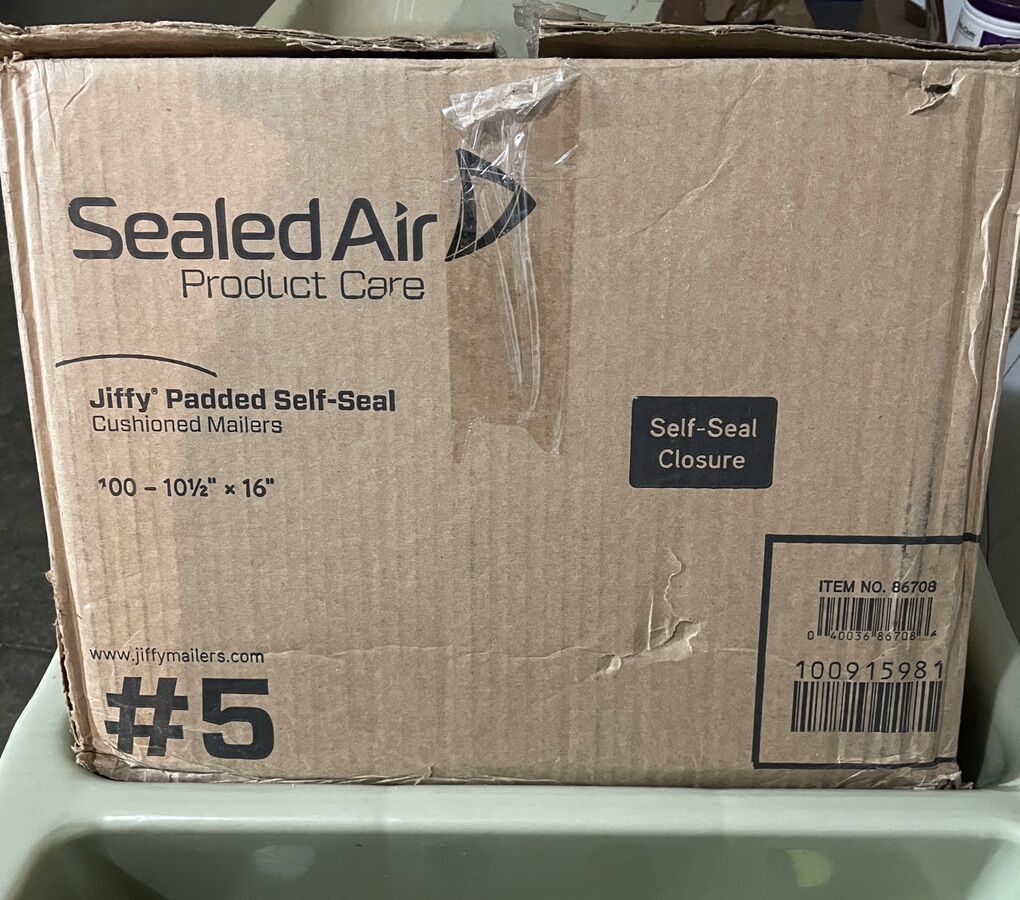 Sealed Air
Product Care
Jiffy® Padded Self-Seal
Cushioned Mailers
100 – 10½" × 16"
Self-Seal
Closure
ITEM NO. 86708
0 40036 86708 4
100915981
www.jiffymailers.com
#5